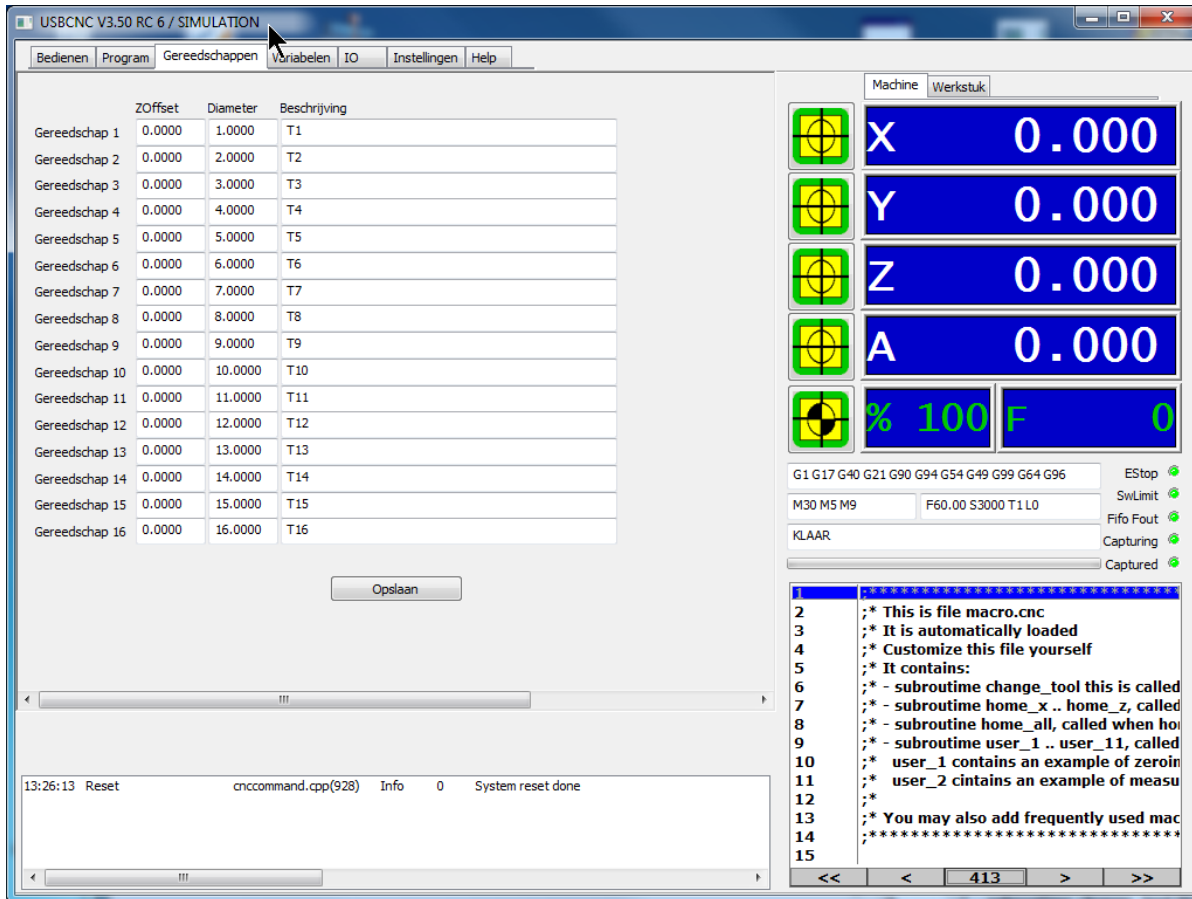 USBCNC V3.50 RC 6 / SIMULATION
Bedienen Program Gereedschappen Variabelen IO Instellingen Help
ZOffset Diameter Beschrijving
Gereedschap 1 0.0000 1.0000 T1
Gereedschap 2 0.0000 2.0000 T2
Gereedschap 3 0.0000 3.0000 T3
Gereedschap 4 0.0000 4.0000 T4
Gereedschap 5 0.0000 5.0000 T5
Gereedschap 6 0.0000 6.0000 T6
Gereedschap 7 0.0000 7.0000 T7
Gereedschap 8 0.0000 8.0000 T8
Gereedschap 9 0.0000 9.0000 T9
Gereedschap 10 0.0000 10.0000 T10
Gereedschap 11 0.0000 11.0000 T11
Gereedschap 12 0.0000 12.0000 T12
Gereedschap 13 0.0000 13.0000 T13
Gereedschap 14 0.0000 14.0000 T14
Gereedschap 15 0.0000 15.0000 T15
Gereedschap 16 0.0000 16.0000 T16
Opslaan
13:26:13 Reset cnccommand.cpp(928) Info 0 System reset done
Machine Werkstuk
X 0.000
Y 0.000
Z 0.000
A 0.000
% 100 F 0
G1 G17 G40 G21 G90 G94 G54 G49 G99 G64 G96 EStop
SwLimit
M30 M5 M9 F60.00 S3000 T1 L0
Fifo Fout
KLAAR Capturing
Captured
1 ;*******************************
2 ;* This is file macro.cnc
3 ;* It is automatically loaded
4 ;* Customize this file yourself
5 ;* It contains:
6 ;* - subroutime change_tool this is called
7 ;* - subroutime home_x .. home_z, called
8 ;* - subroutine home_all, called when ho
9 ;* - subroutime user_1 .. user_11, called
10 ;* user_1 contains an example of zeroin
11 ;* user_2 cintains an example of measu
12 ;*
13 ;* You may also add frequently used mac
14 ;*******************************
15
<< < 413 > >>